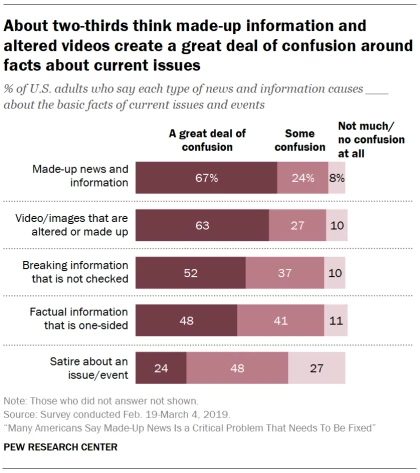 About two-thirds think made-up information and
altered videos create a great deal of confusion around
facts about current issues
% of U.S. adults who say each type of news and information causes ____
about the basic facts of current issues and events
A great deal of
confusion
Some
confusion
Not much/
no confusion
at all
Made-up news and
information
67%
24%
8%
Video/images that are
altered or made up
63
27
10
Breaking information
that is not checked
52
37
10
Factual information
that is one-sided
48
41
11
Satire about an
issue/event
24
48
27
Note: Those who did not answer not shown.
Source: Survey conducted Feb. 19-March 4, 2019.
"Many Americans Say Made-Up News Is a Critical Problem That Needs To Be Fixed"
PEW RESEARCH CENTER